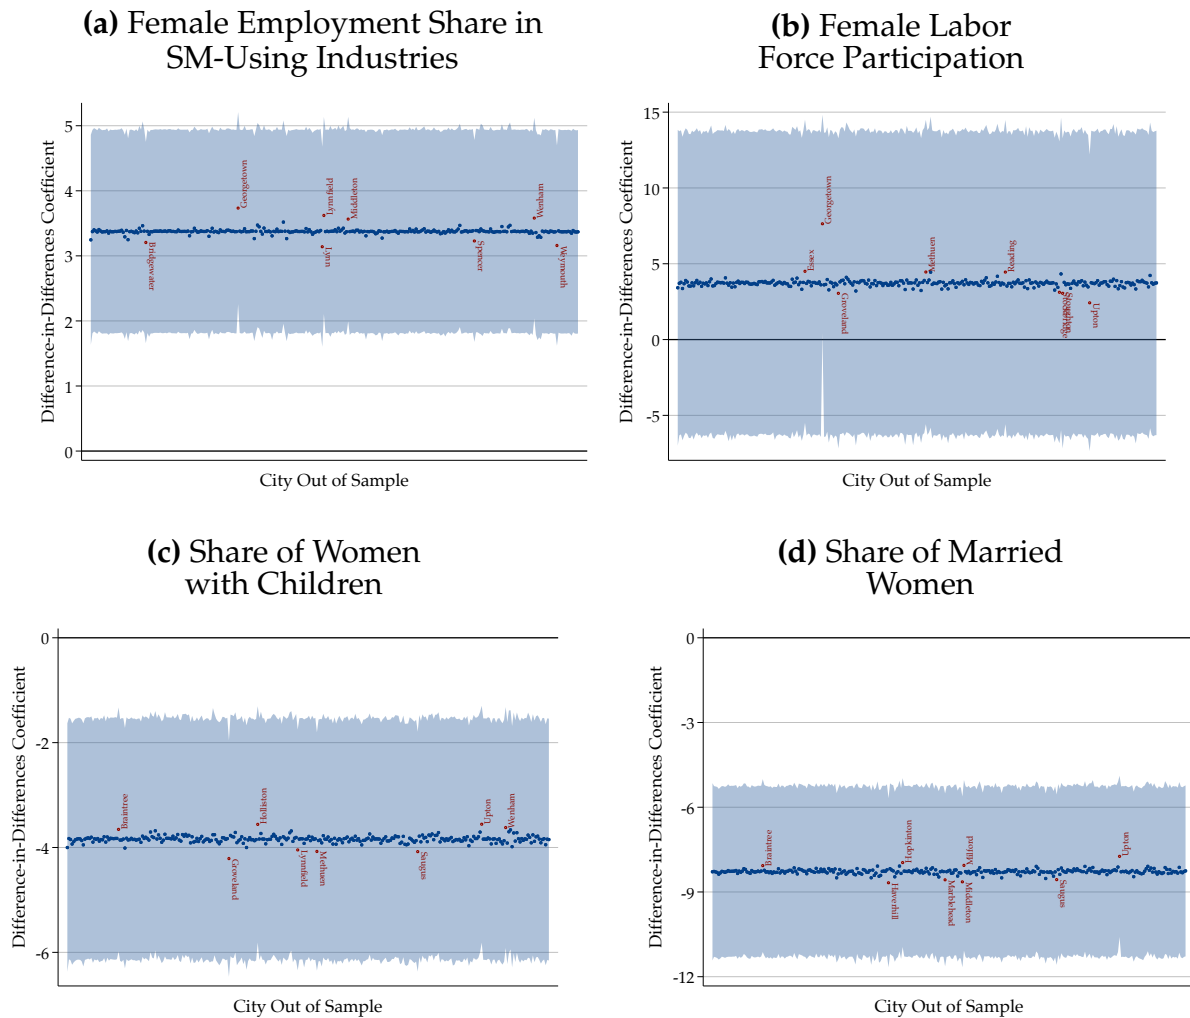 (a) Female Employment Share in
SM-Using Industries
Difference-in-Differences Coefficient
5
4
3
2
1
0
Georgetown
Lynnfield
Middleton
Wenham
Bridgewater
Lynn
Spencer
Weymouth
City Out of Sample
(b) Female Labor
Force Participation
Difference-in-Differences Coefficient
15
10
5
0
-5
Essex
Georgetown
Methuen
Reading
Groveland
Upton
City Out of Sample
(c) Share of Women
with Children
Difference-in-Differences Coefficient
0
-2
-4
-6
Braintree
Holliston
Upton
Wenham
Groveland
Lynnfield
Methuen
Saugus
City Out of Sample
(d) Share of Married
Women
Difference-in-Differences Coefficient
0
-3
-6
-9
-12
Braintree
Hopkinton
Milford
Upton
Haverhill
Marblehead
Middleton
Saugus
City Out of Sample